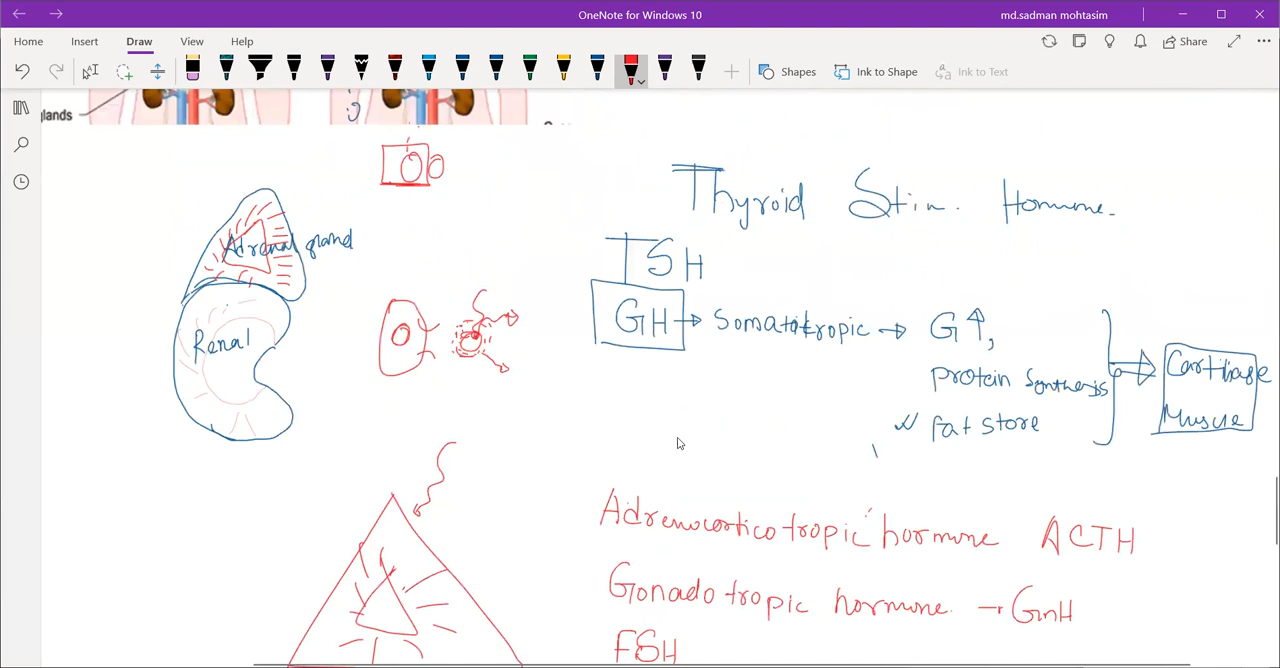 OneNote for Windows 10
md.sadman mohtasim
Home Insert Draw View Help
Share
Shapes Ink to Shape Ink to Text
glands
Thyroid Stim. Hormone.
Adrenal gland
TSH
GH → Somatotropic → G↑,
Renal
protein synthesis
fat store
Cartilage
Muscle
Adrenocorticotropic hormone ACTH
Gonadotropic hormone. → GnH
FSH